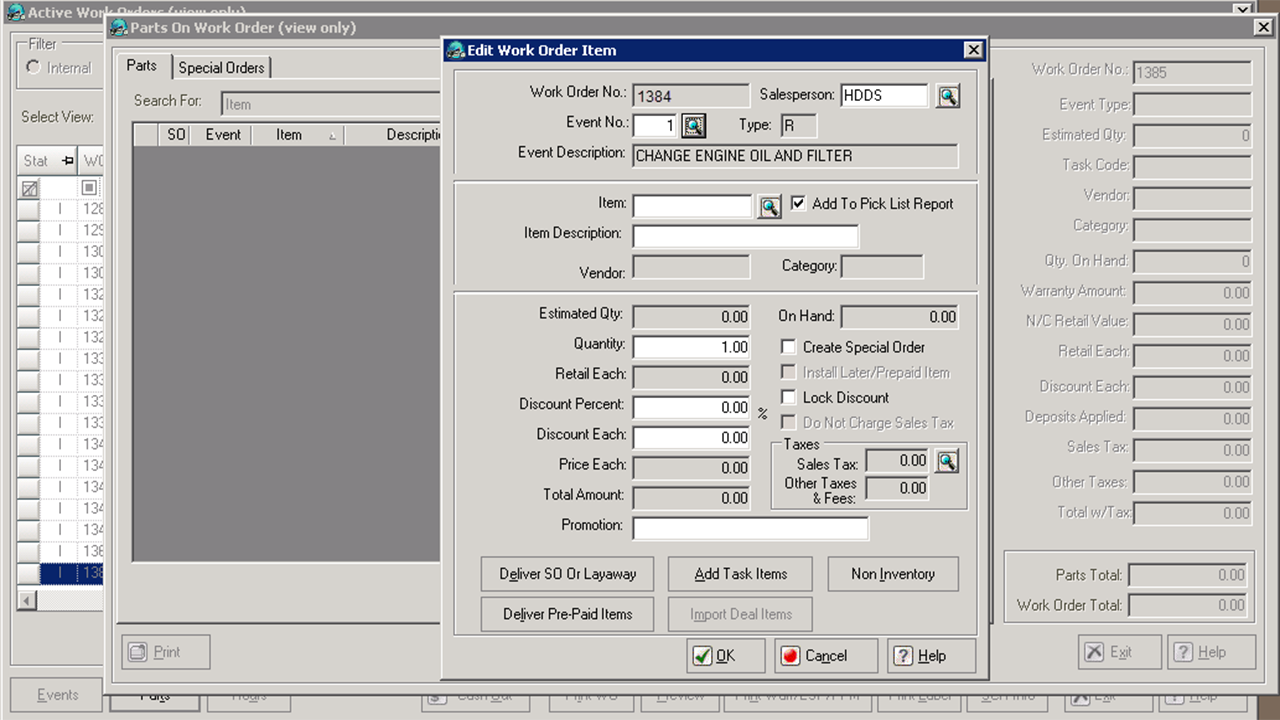 Active Work Orders (view only)
Parts On Work Order (view only)
Edit Work Order Item
Filter
Internal
Select View:
Stat WO
128
129
130
130
132
132
132
133
133
133
133
134
134
134
134
134
136
138
Parts Special Orders
Search For: Item
SO Event Item Descripti
Print
Work Order No.: 1384 Salesperson: HDDS
Event No.: 1 Type: R
Event Description: CHANGE ENGINE OIL AND FILTER
Item: Add To Pick List Report
Item Description:
Vendor: Category:
Estimated Qty: 0.00 On Hand: 0.00
Quantity: 1.00 Create Special Order
Retail Each: 0.00 Install Later/Prepaid Item
Discount Percent: 0.00 % Lock Discount
Discount Each: 0.00 Do Not Charge Sales Tax
Taxes
Price Each: 0.00 Sales Tax: 0.00
Total Amount: 0.00 Other Taxes & Fees: 0.00
Promotion:
Deliver SO Or Layaway Add Task Items Non Inventory
Deliver Pre-Paid Items Import Deal Items
OK Cancel ? Help
Work Order No.: 1385
Event Type:
Estimated Qty: 0
Task Code:
Vendor:
Category:
Qty. On Hand: 0
Warranty Amount: 0.00
N/C Retail Value: 0.00
Retail Each: 0.00
Discount Each: 0.00
Deposits Applied: 0.00
Sales Tax: 0.00
Other Taxes: 0.00
Total w/Tax: 0.00
Parts Total: 0.00
Work Order Total: 0.00
Exit ? Help
Events Parts Hours